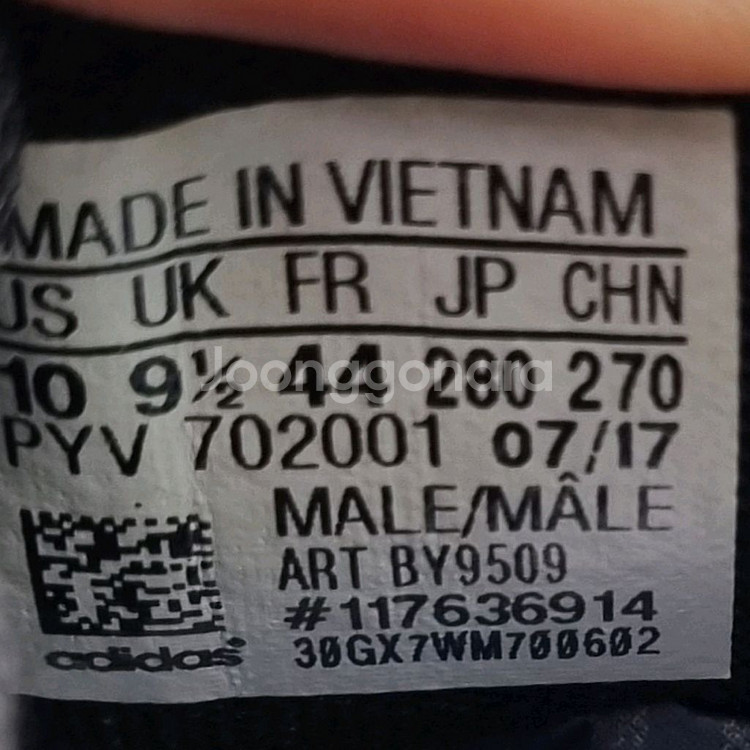 MADE IN VIETNAM
US UK FR JP CHN
10 9½ 44 280 270
Joonggonara
PYV 702001 07/17
MALE/MÂLE
ART BY9509
#117636914
30GX7WM700602
adidas